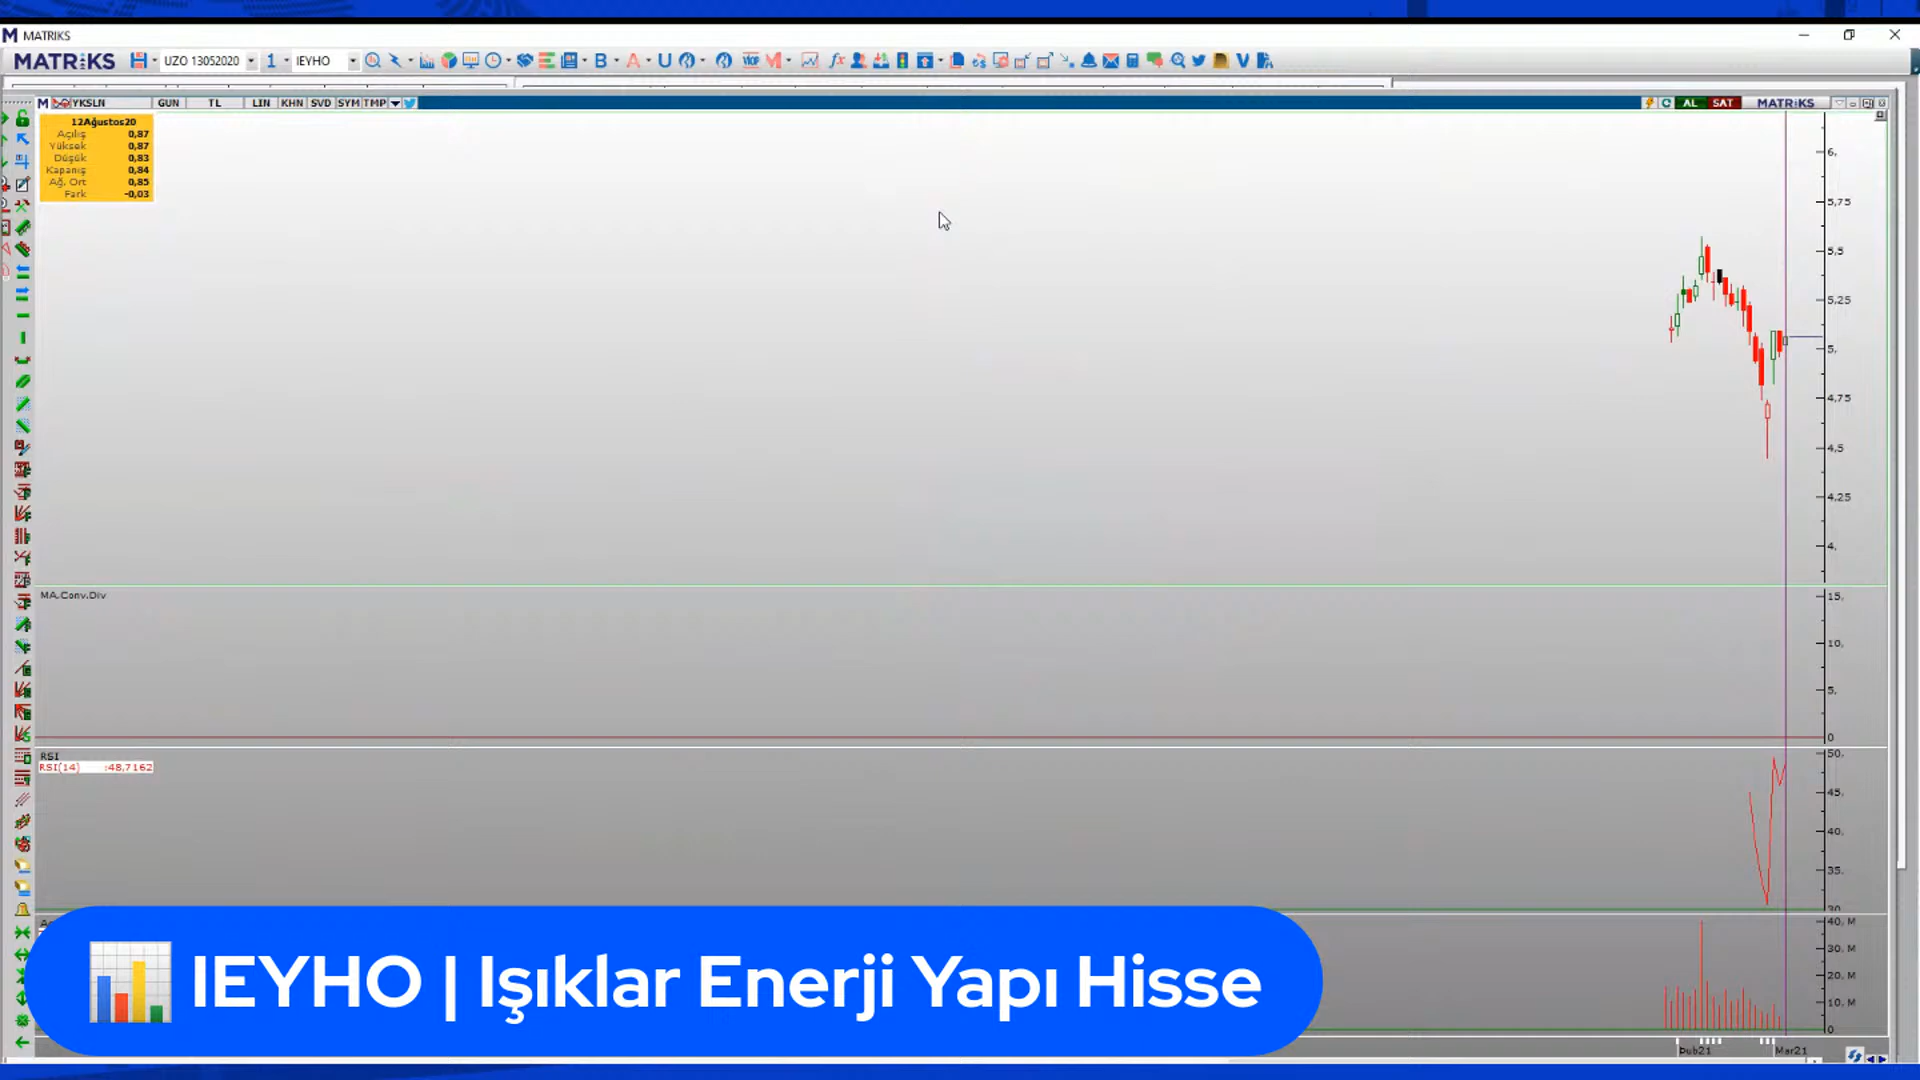 MATRIKS
MATRiKS UZO 13052020 1 IEYHO
YKSLN GUN TL LIN KHN SVD SYM TMP AL SAT MATRiKS
12Ağustos20
Açılış 0,87
Yüksek 0,87
Düşük 0,83
Kapanış 0,84
Ağ. Ort 0,85
Fark -0,03
6,
5,75
5,5
5,25
5,
4,75
4,5
4,25
4,
MA.Conv.Div
15,
10,
5,
0
RSI
RSI(14) :48,7162
50,
45,
40,
35,
30
40, M
30, M
20, M
10, M
0
Þub21 Mar21
IEYHO | Işıklar Enerji Yapı Hisse